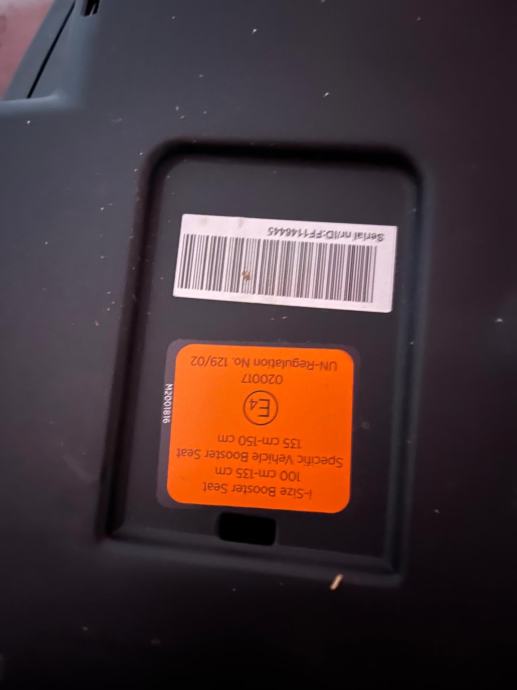 i-Size Booster Seat
100 cm-135 cm
Specific Vehicle Booster Seat
135 cm-150 cm
E4
020017
UN-Regulation No. 129/02
N2001816
Serial nr/ID:FF1146445